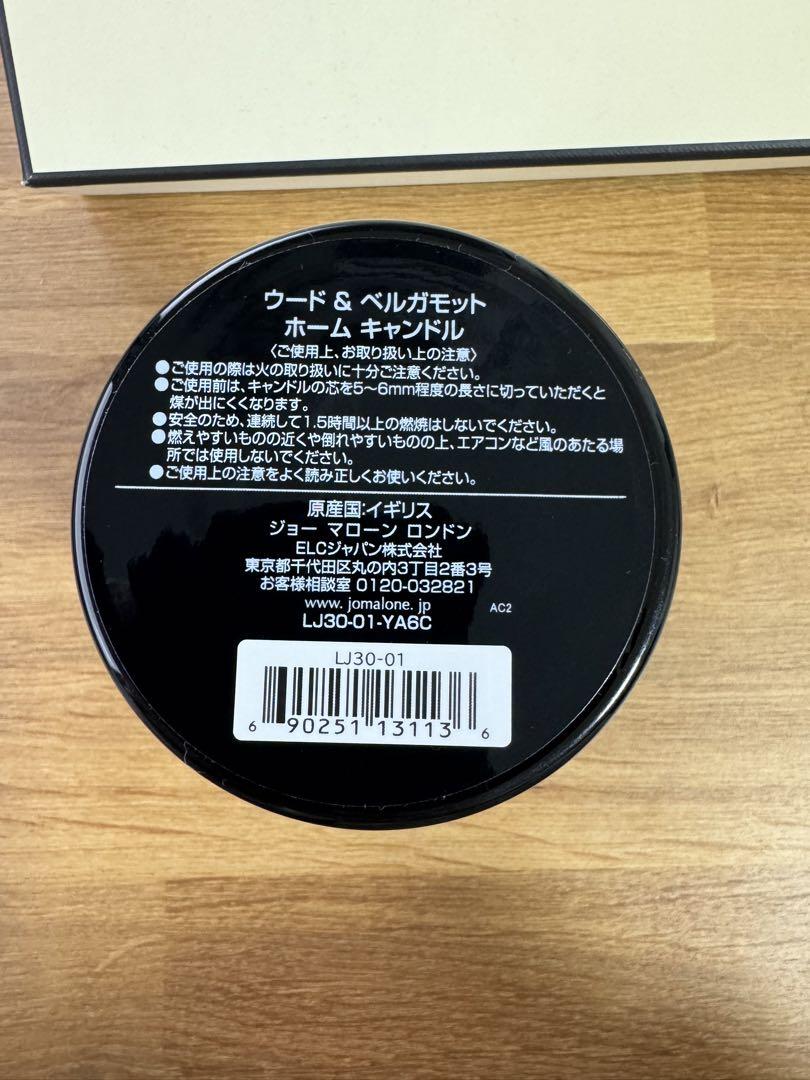 ウード & ベルガモット
ホーム キャンドル
〈ご使用上、お取り扱い上の注意〉
●ご使用の際は火の取り扱いに十分ご注意ください。
●ご使用前は、キャンドルの芯を5〜6mm程度の長さに切っていただくと
煤が出にくくなります。
●安全のため、連続して1.5時間以上の燃焼はしないでください。
●燃えやすいものの近くや倒れやすいものの上、エアコンなど風のあたる場
所では使用しないでください。
●ご使用上の注意をよく読み正しくお使いください。
原産国:イギリス
ジョー マローン ロンドン
ELCジャパン株式会社
東京都千代田区丸の内3丁目2番3号
お客様相談室 0120-032821
www. jomalone. jp
AC2
LJ30-01-YA6C
LJ30-01
6 90251 13113 6